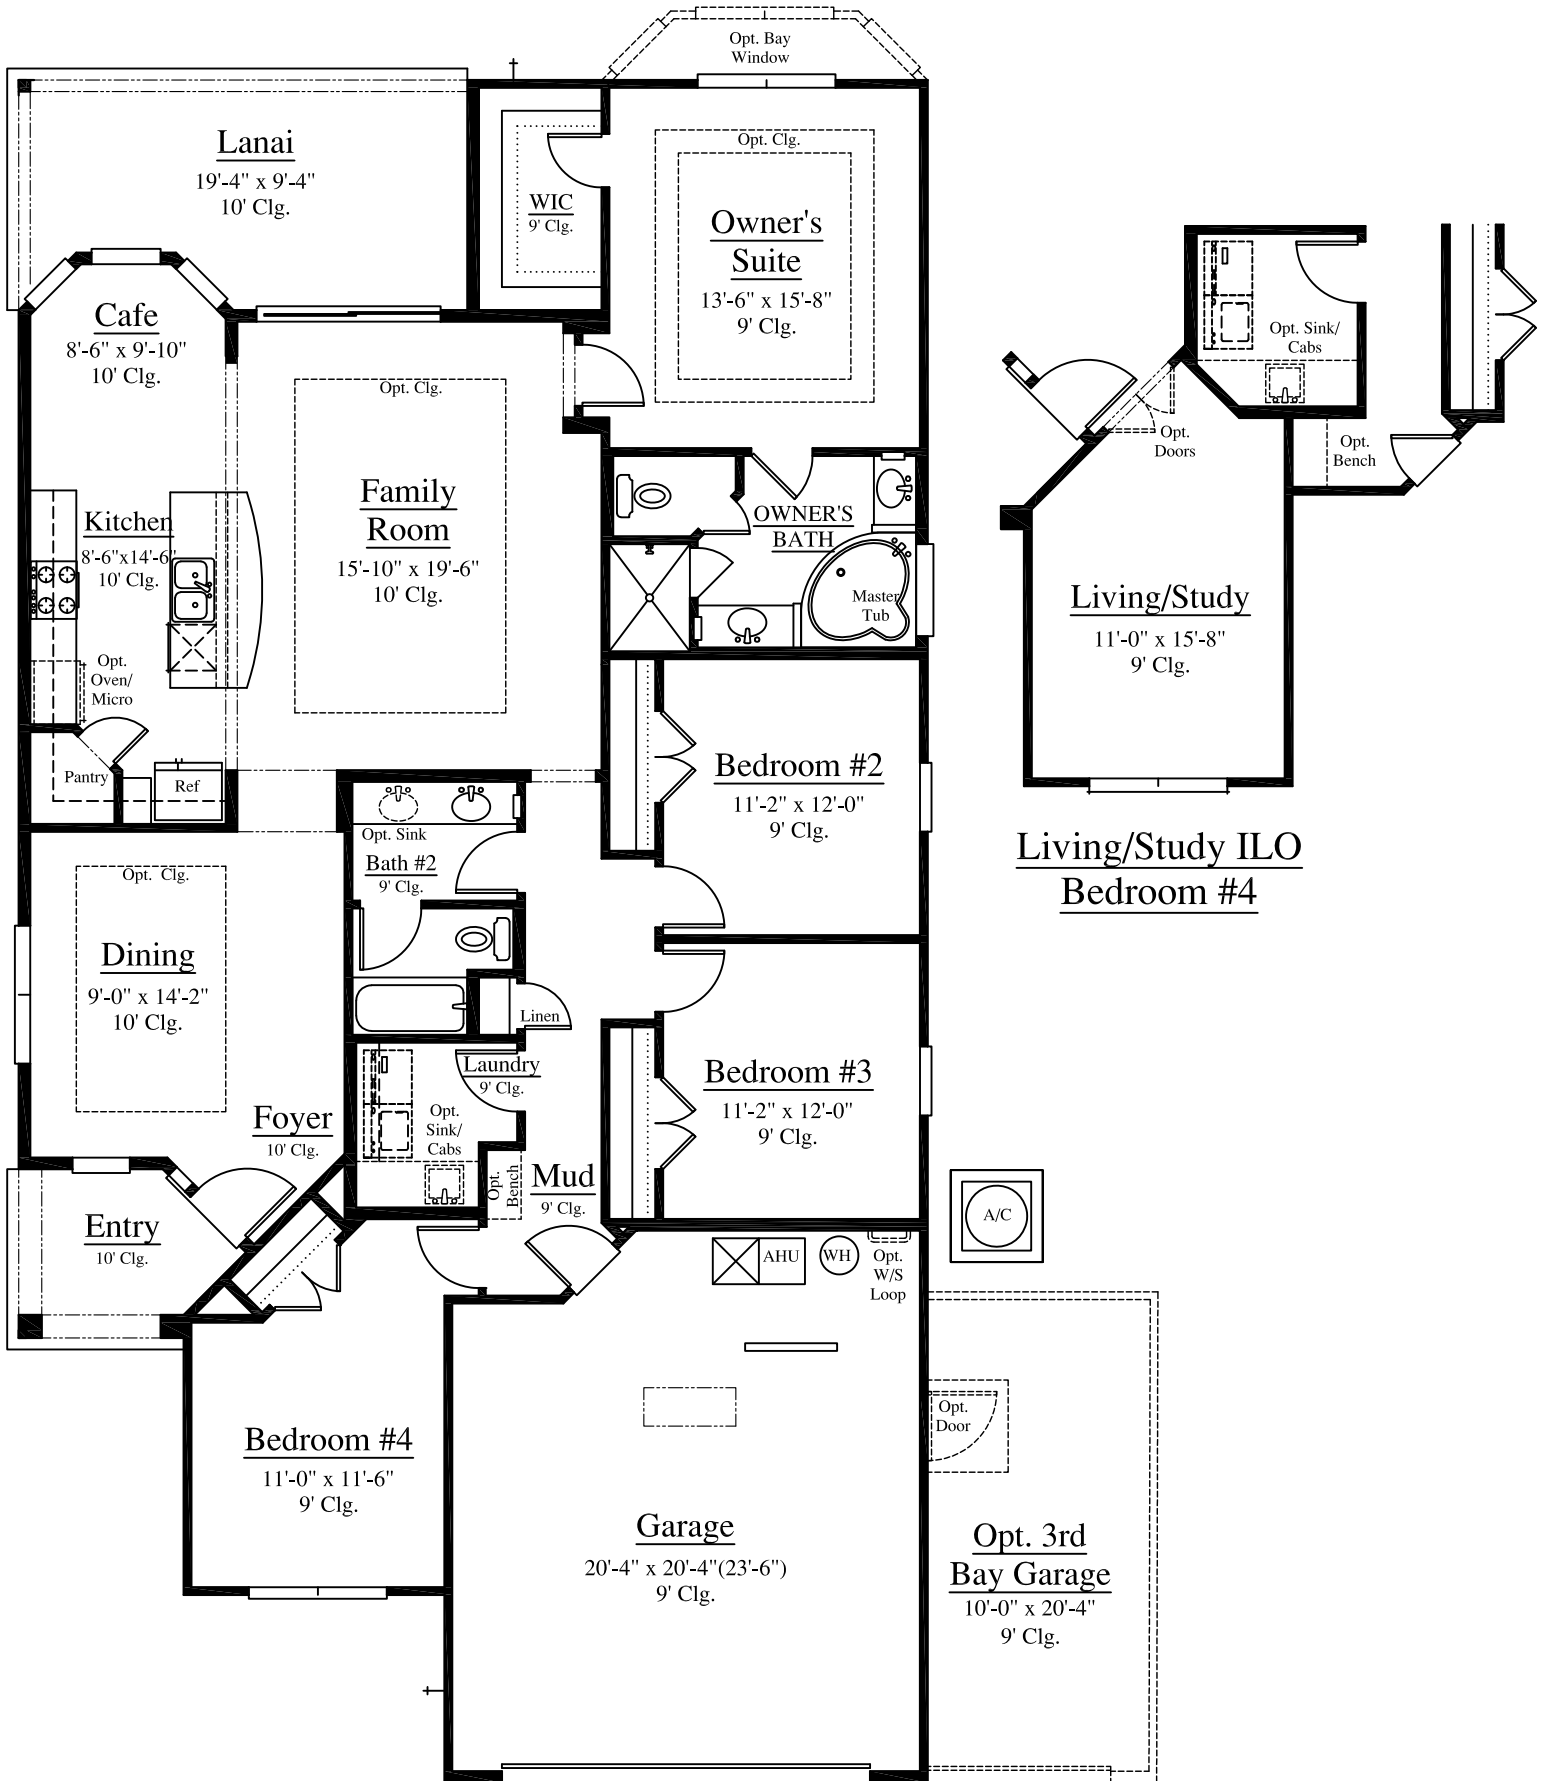 Opt. Bay
Window
Lanai
19'-4" x 9'-4"
10' Clg.
WIC
9' Clg.
Opt. Clg.
Owner's
Suite
13'-6" x 15'-8"
9' Clg.
Cafe
8'-6" x 9'-10"
10' Clg.
Opt. Clg.
Family
Room
15'-10" x 19'-6"
10' Clg.
Kitchen
8'-6"x14'-6"
10' Clg.
Opt.
Oven/
Micro
Pantry
Ref
OWNER'S
BATH
Master
Tub
Bedroom #2
11'-2" x 12'-0"
9' Clg.
Opt. Sink
Bath #2
9' Clg.
Opt. Clg.
Dining
9'-0" x 14'-2"
10' Clg.
Linen
Laundry
9' Clg.
Opt.
Sink/
Cabs
Bedroom #3
11'-2" x 12'-0"
9' Clg.
Foyer
10' Clg.
Opt.
Bench
Mud
9' Clg.
Entry
10' Clg.
AHU
WH
Opt.
W/S
Loop
A/C
Bedroom #4
11'-0" x 11'-6"
9' Clg.
Garage
20'-4" x 20'-4"(23'-6")
9' Clg.
Opt.
Door
Opt. 3rd
Bay Garage
10'-0" x 20'-4"
9' Clg.
Opt. Sink/
Cabs
Opt.
Doors
Opt.
Bench
Living/Study
11'-0" x 15'-8"
9' Clg.
Living/Study ILO
Bedroom #4